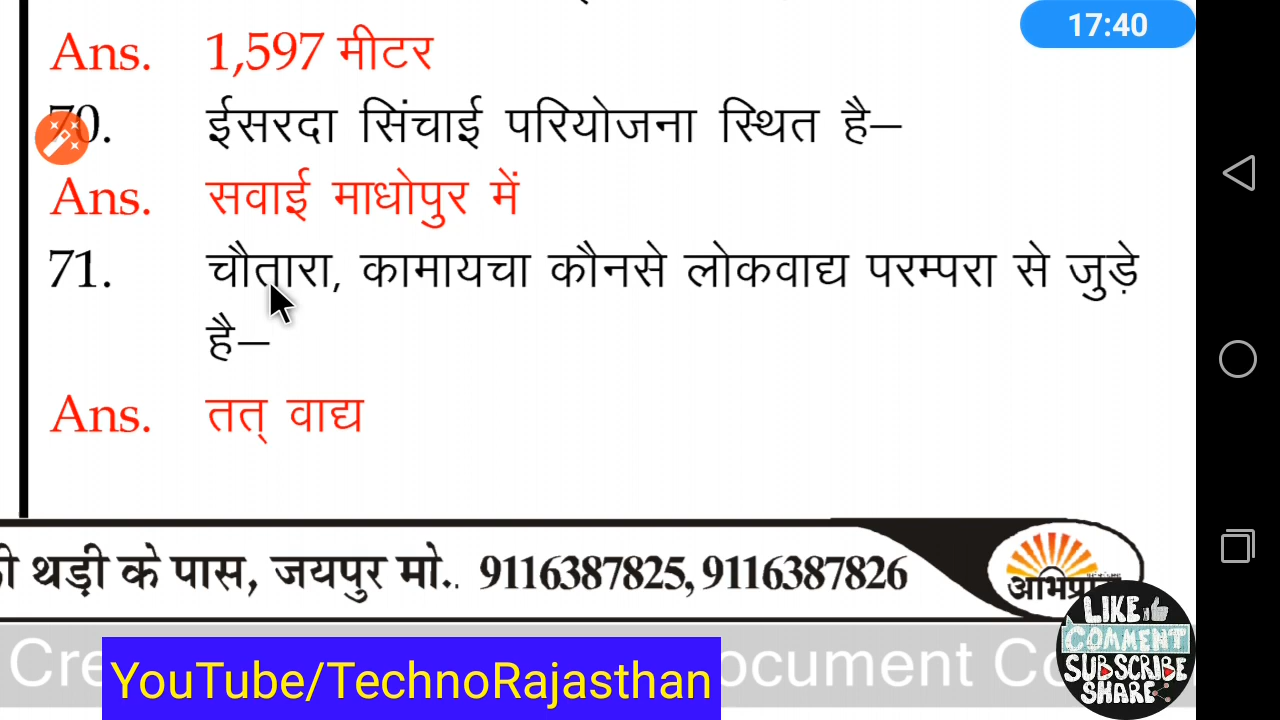 17:40
Ans. 1,597 मीटर
70. ईसरदा सिंचाई परियोजना स्थित है–
Ans. सवाई माधोपुर में
71. चौतारा, कामायचा कौनसे लोकवाद्य परम्परा से जुड़े
है–
Ans. तत् वाद्य
थड़ी के पास, जयपुर मो.. 9116387825, 9116387826
YouTube/TechnoRajasthan
LIKE
COMMENT
SUBSCRIBE
SHARE